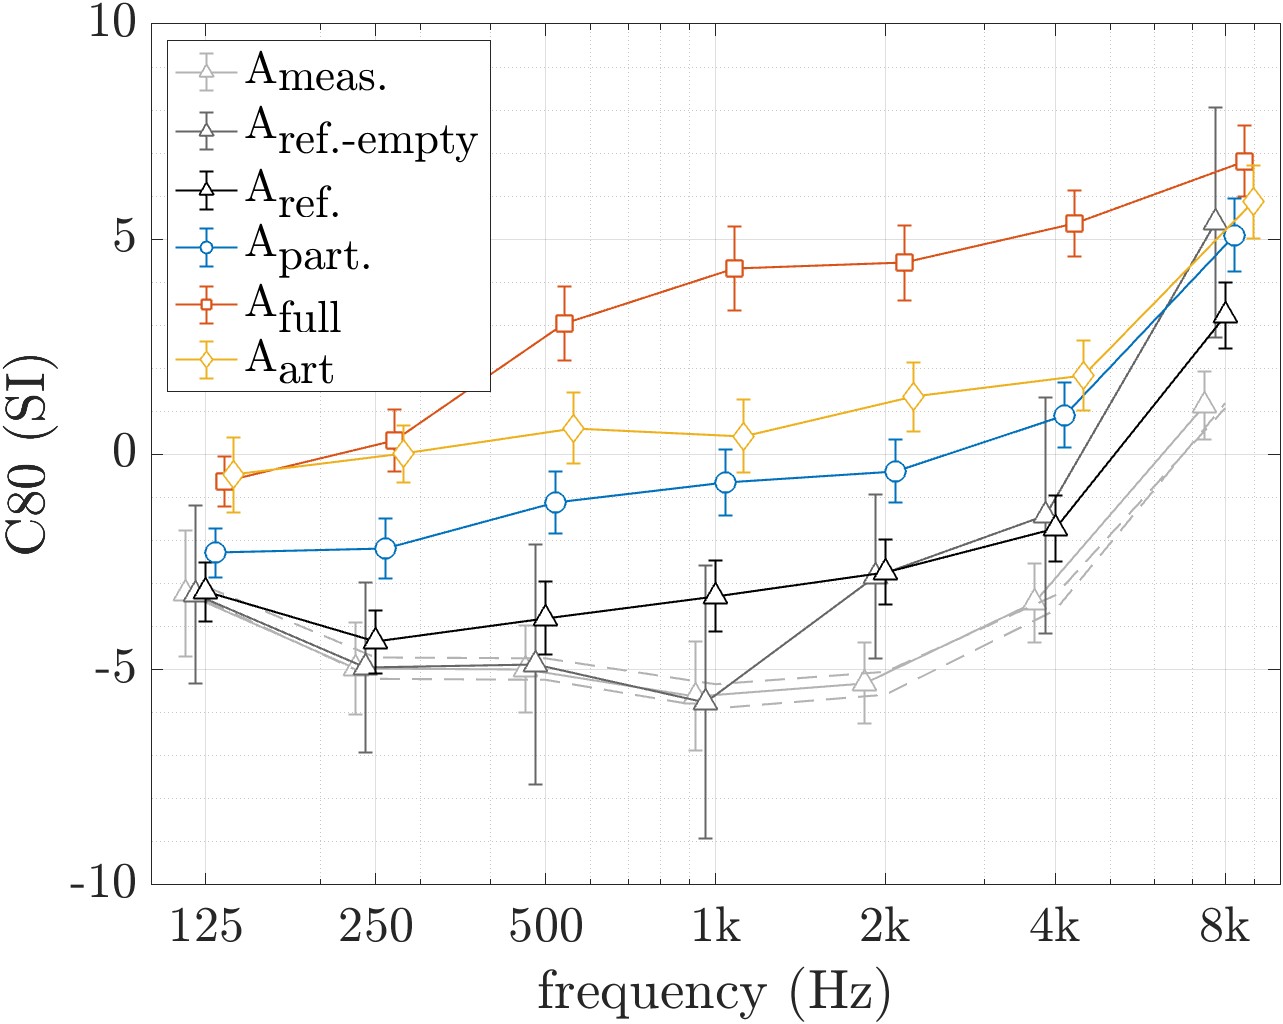 10
5
0
-5
-10
C80 (SI)
Ameas.
Aref.-empty
Aref.
Apart.
Afull
Aart
125 250 500 1k 2k 4k 8k
frequency (Hz)